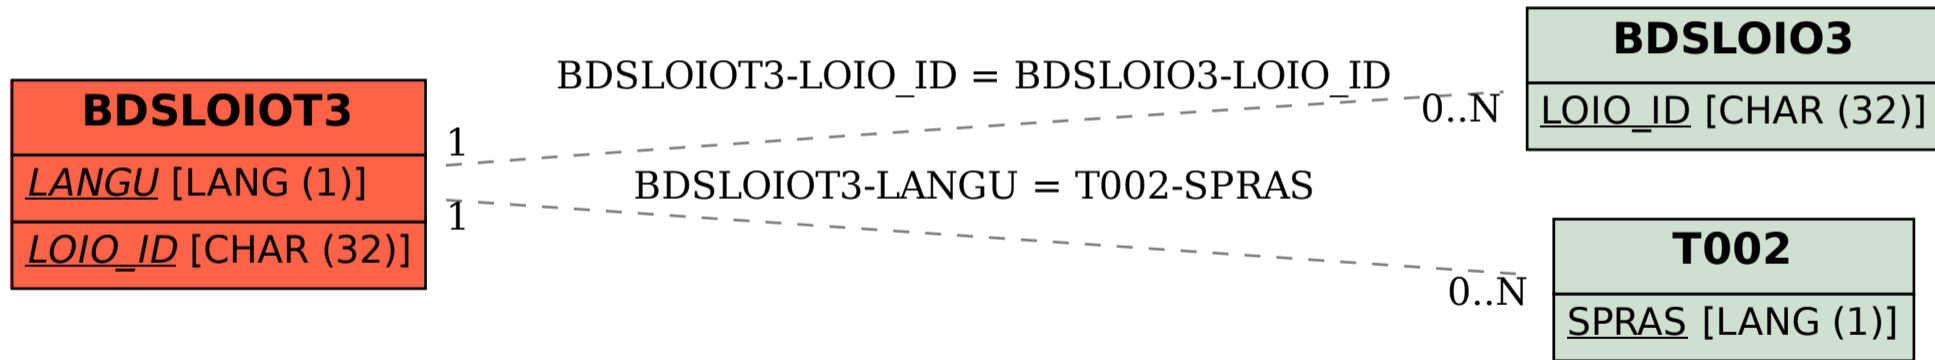 BDSLOIOT3
LANGU [LANG (1)]
LOIO_ID [CHAR (32)]
BDSLOIOT3-LOIO_ID = BDSLOIO3-LOIO_ID
1
0..N
BDSLOIOT3-LANGU = T002-SPRAS
1
0..N
BDSLOIO3
LOIO_ID [CHAR (32)]
T002
SPRAS [LANG (1)]